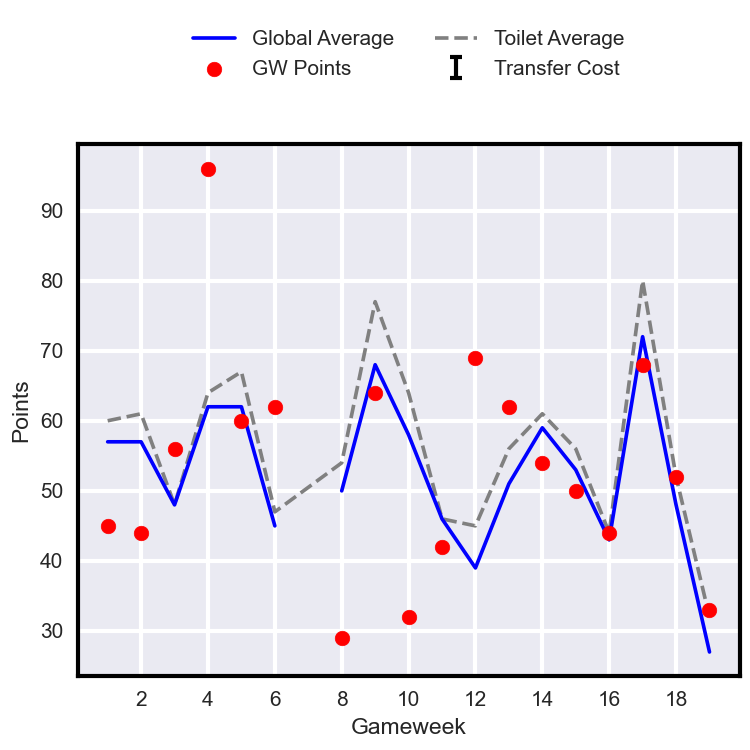 Global Average
Toilet Average
GW Points
Transfer Cost
90
80
70
60
50
40
30
Points
2 4 6 8 10 12 14 16 18
Gameweek